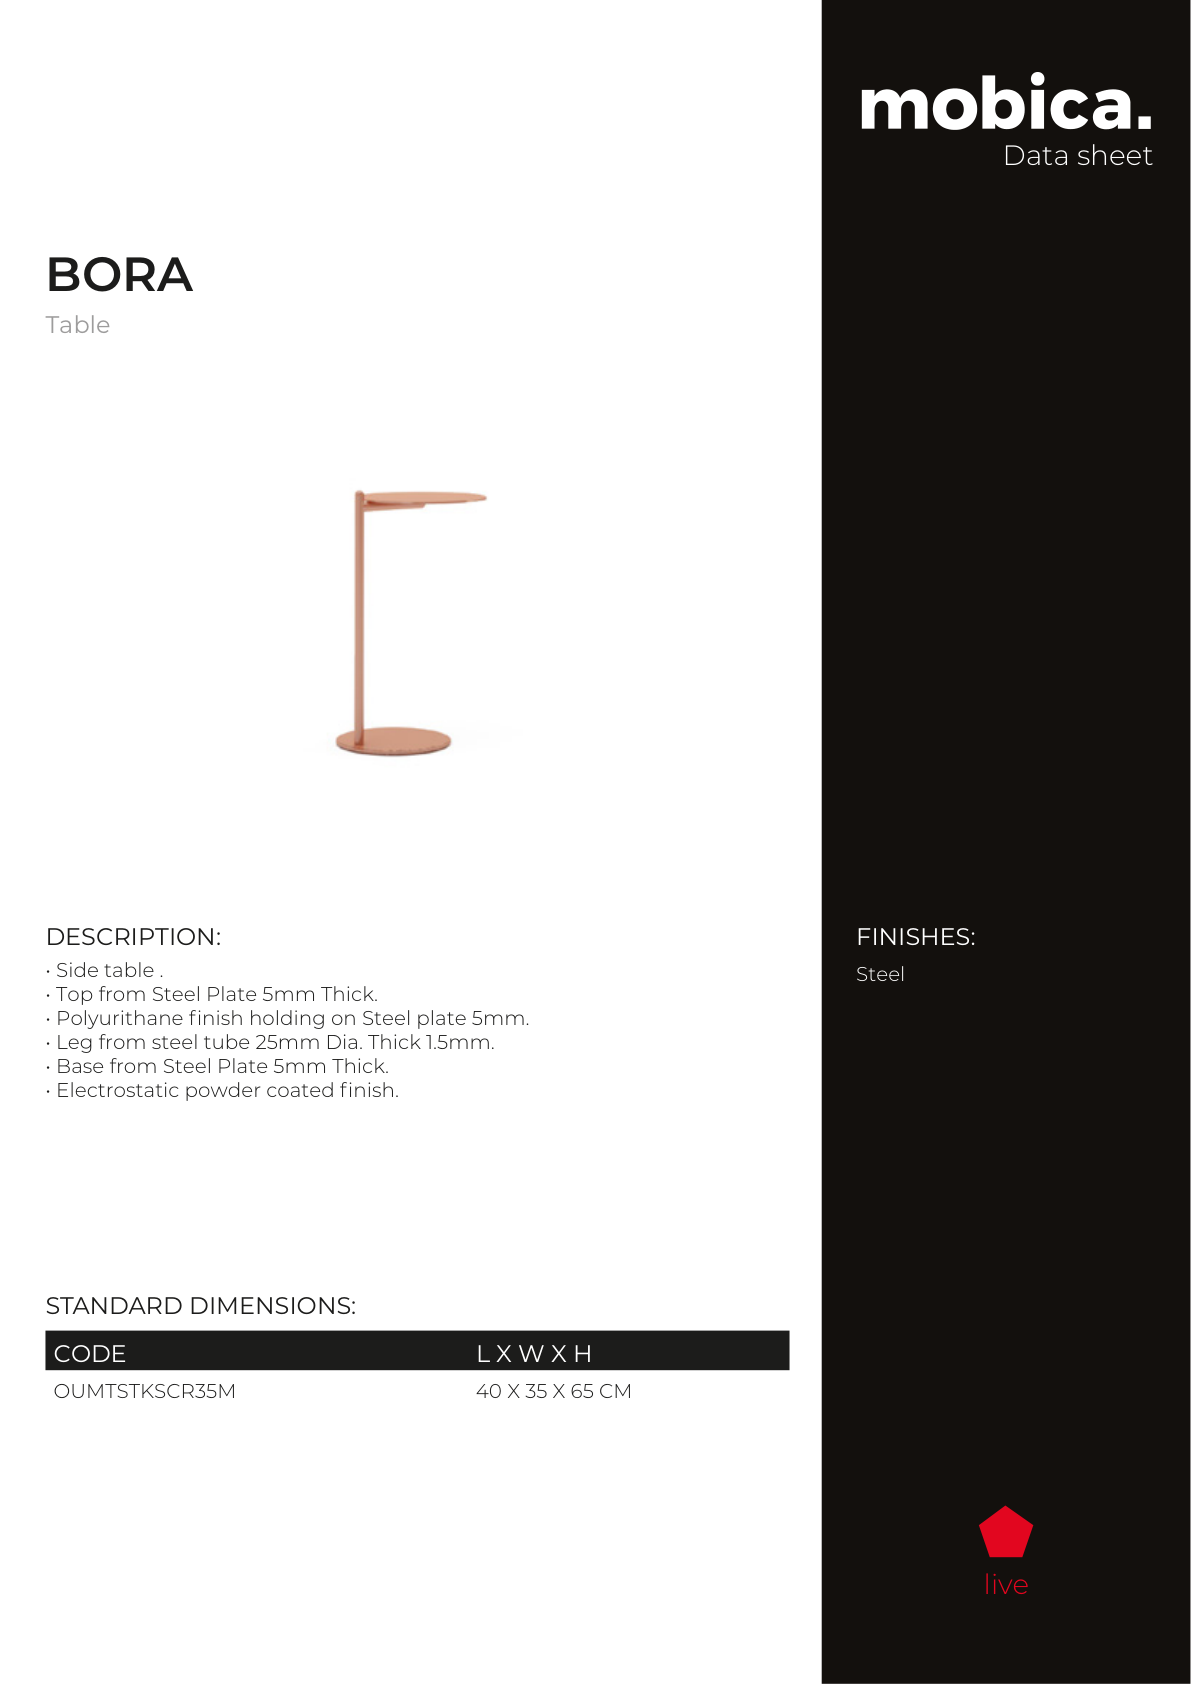 mobica.
Data sheet
BORA
Table
DESCRIPTION:
• Side table .
• Top from Steel Plate 5mm Thick.
• Polyurithane finish holding on Steel plate 5mm.
• Leg from steel tube 25mm Dia. Thick 1.5mm.
• Base from Steel Plate 5mm Thick.
• Electrostatic powder coated finish.
FINISHES:
Steel
STANDARD DIMENSIONS:
CODE L X W X H
OUMTSTKSCR35M 40 X 35 X 65 CM
live